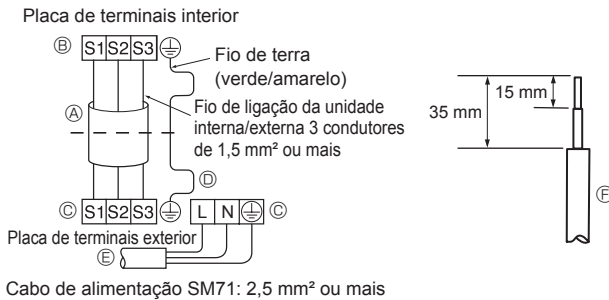 Placa de terminais interior
Ⓑ S1 S2 S3
Fio de terra
(verde/amarelo)
Ⓐ
Fio de ligação da unidade
interna/externa 3 condutores
de 1,5 mm² ou mais
Ⓓ
Ⓒ S1 S2 S3 L N Ⓒ
Placa de terminais exterior
Ⓔ
Cabo de alimentação SM71: 2,5 mm² ou mais
15 mm
35 mm
Ⓕ